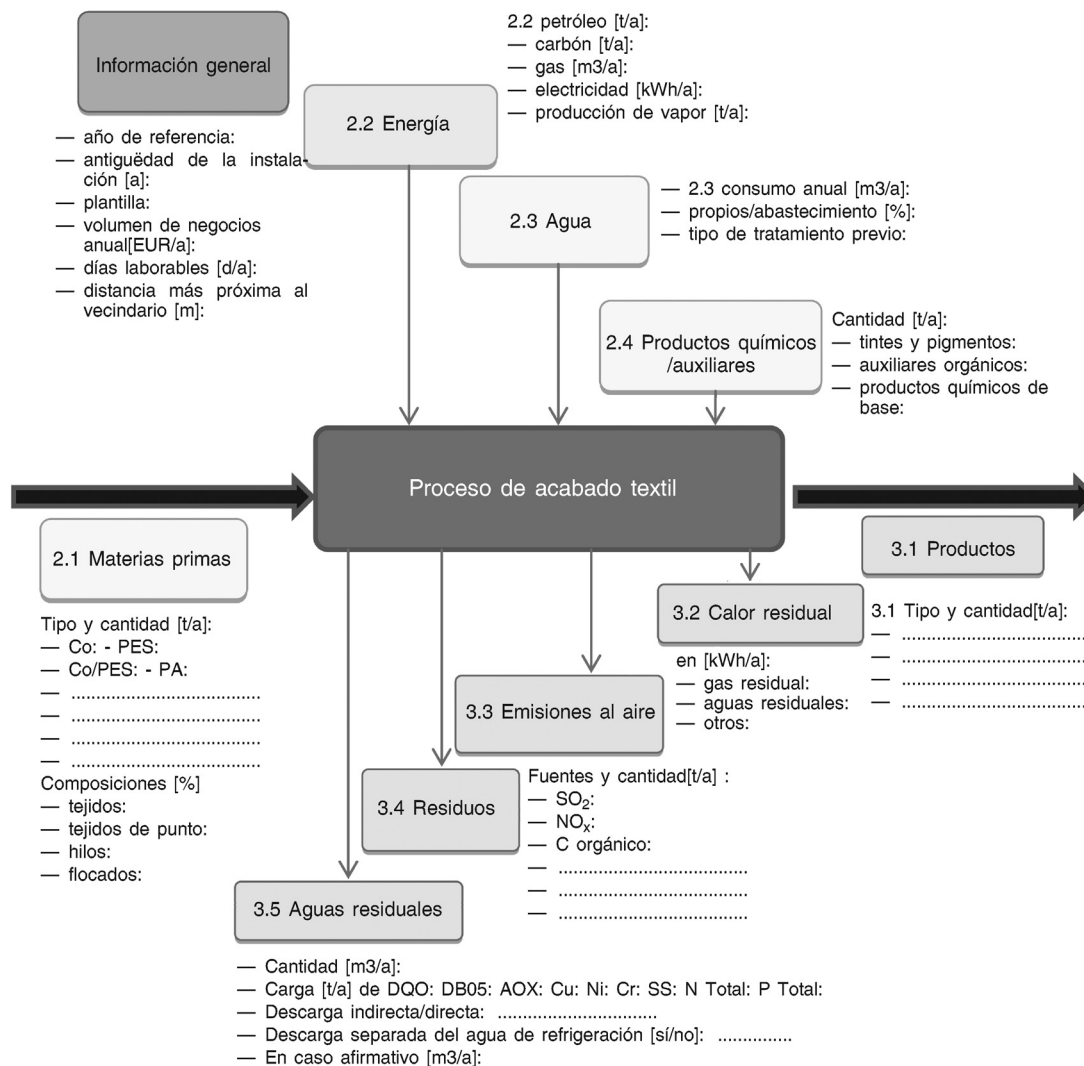 Información general
— año de referencia:
— antiguëdad de la instala-
ción [a]:
— plantilla:
— volumen de negocios
anual[EUR/a]:
— días laborables [d/a]:
— distancia más próxima al
vecindario [m]:
2.2 Energía
2.2 petróleo [t/a]:
— carbón [t/a]:
— gas [m3/a]:
— electricidad [kWh/a]:
— producción de vapor [t/a]:
2.3 Agua
— 2.3 consumo anual [m3/a]:
— propios/abastecimiento [%]:
— tipo de tratamiento previo:
2.4 Productos químicos
/auxiliares
Cantidad [t/a]:
— tintes y pigmentos:
— auxiliares orgánicos:
— productos químicos de
base:
Proceso de acabado textil
2.1 Materias primas
Tipo y cantidad [t/a]:
— Co: - PES:
— Co/PES: - PA:
— ....................................
— ....................................
— ....................................
— ....................................
Composiciones [%]
— tejidos:
— tejidos de punto:
— hilos:
— flocados:
3.1 Productos
3.1 Tipo y cantidad[t/a]:
— ...................................
— ...................................
— ...................................
— ...................................
3.2 Calor residual
en [kWh/a]:
— gas residual:
— aguas residuales:
— otros:
3.3 Emisiones al aire
Fuentes y cantidad[t/a] :
— SO₂:
— NOₓ:
— C orgánico:
— ....................................
— ....................................
— ....................................
3.4 Residuos
3.5 Aguas residuales
— Cantidad [m3/a]:
— Carga [t/a] de DQO: DB05: AOX: Cu: Ni: Cr: SS: N Total: P Total:
— Descarga indirecta/directa: ..............................
— Descarga separada del agua de refrigeración [sí/no]: ..............
— En caso afirmativo [m3/a]: